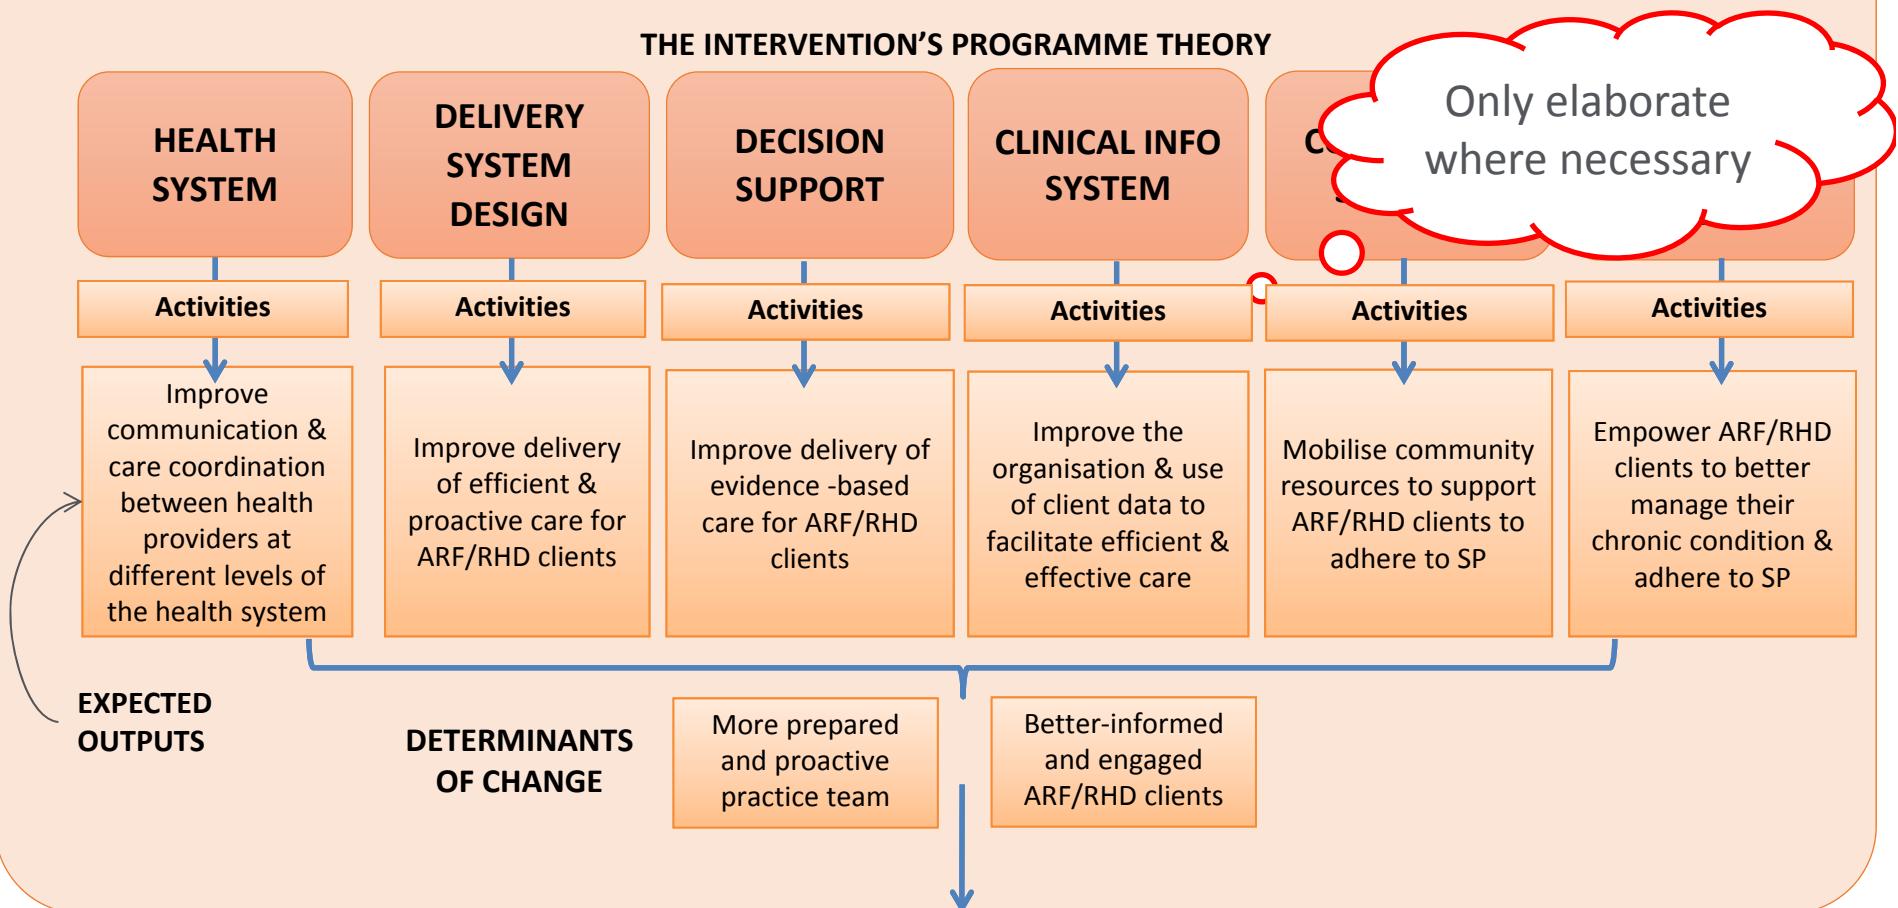 THE INTERVENTION'S PROGRAMME THEORY
HEALTH
SYSTEM
DELIVERY
SYSTEM
DESIGN
DECISION
SUPPORT
CLINICAL INFO
SYSTEM
Only elaborate
where necessary
Activities
Activities
Activities
Activities
Activities
Activities
Improve
communication &
care coordination
between health
providers at
different levels of
the health system
Improve delivery
of efficient &
proactive care for
ARF/RHD clients
Improve delivery of
evidence -based
care for ARF/RHD
clients
Improve the
organisation & use
of client data to
facilitate efficient &
effective care
Mobilise community
resources to support
ARF/RHD clients to
adhere to SP
Empower ARF/RHD
clients to better
manage their
chronic condition &
adhere to SP
EXPECTED
OUTPUTS
DETERMINANTS
OF CHANGE
More prepared
and proactive
practice team
Better-informed
and engaged
ARF/RHD clients